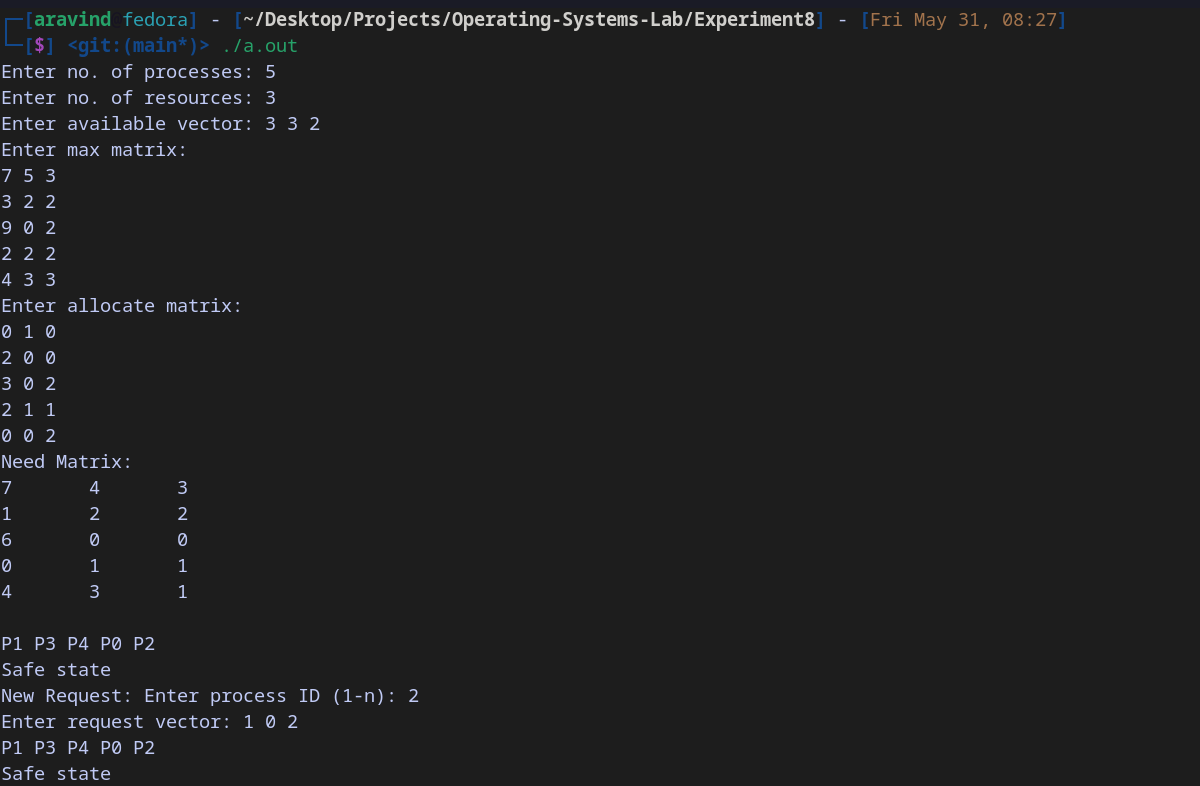 [aravind fedora] - [~/Desktop/Projects/Operating-Systems-Lab/Experiment8] - [Fri May 31, 08:27]
[$] <git:(main*)> ./a.out
Enter no. of processes: 5
Enter no. of resources: 3
Enter available vector: 3 3 2
Enter max matrix:
7 5 3
3 2 2
9 0 2
2 2 2
4 3 3
Enter allocate matrix:
0 1 0
2 0 0
3 0 2
2 1 1
0 0 2
Need Matrix:
7 4 3
1 2 2
6 0 0
0 1 1
4 3 1
P1 P3 P4 P0 P2
Safe state
New Request: Enter process ID (1-n): 2
Enter request vector: 1 0 2
P1 P3 P4 P0 P2
Safe state